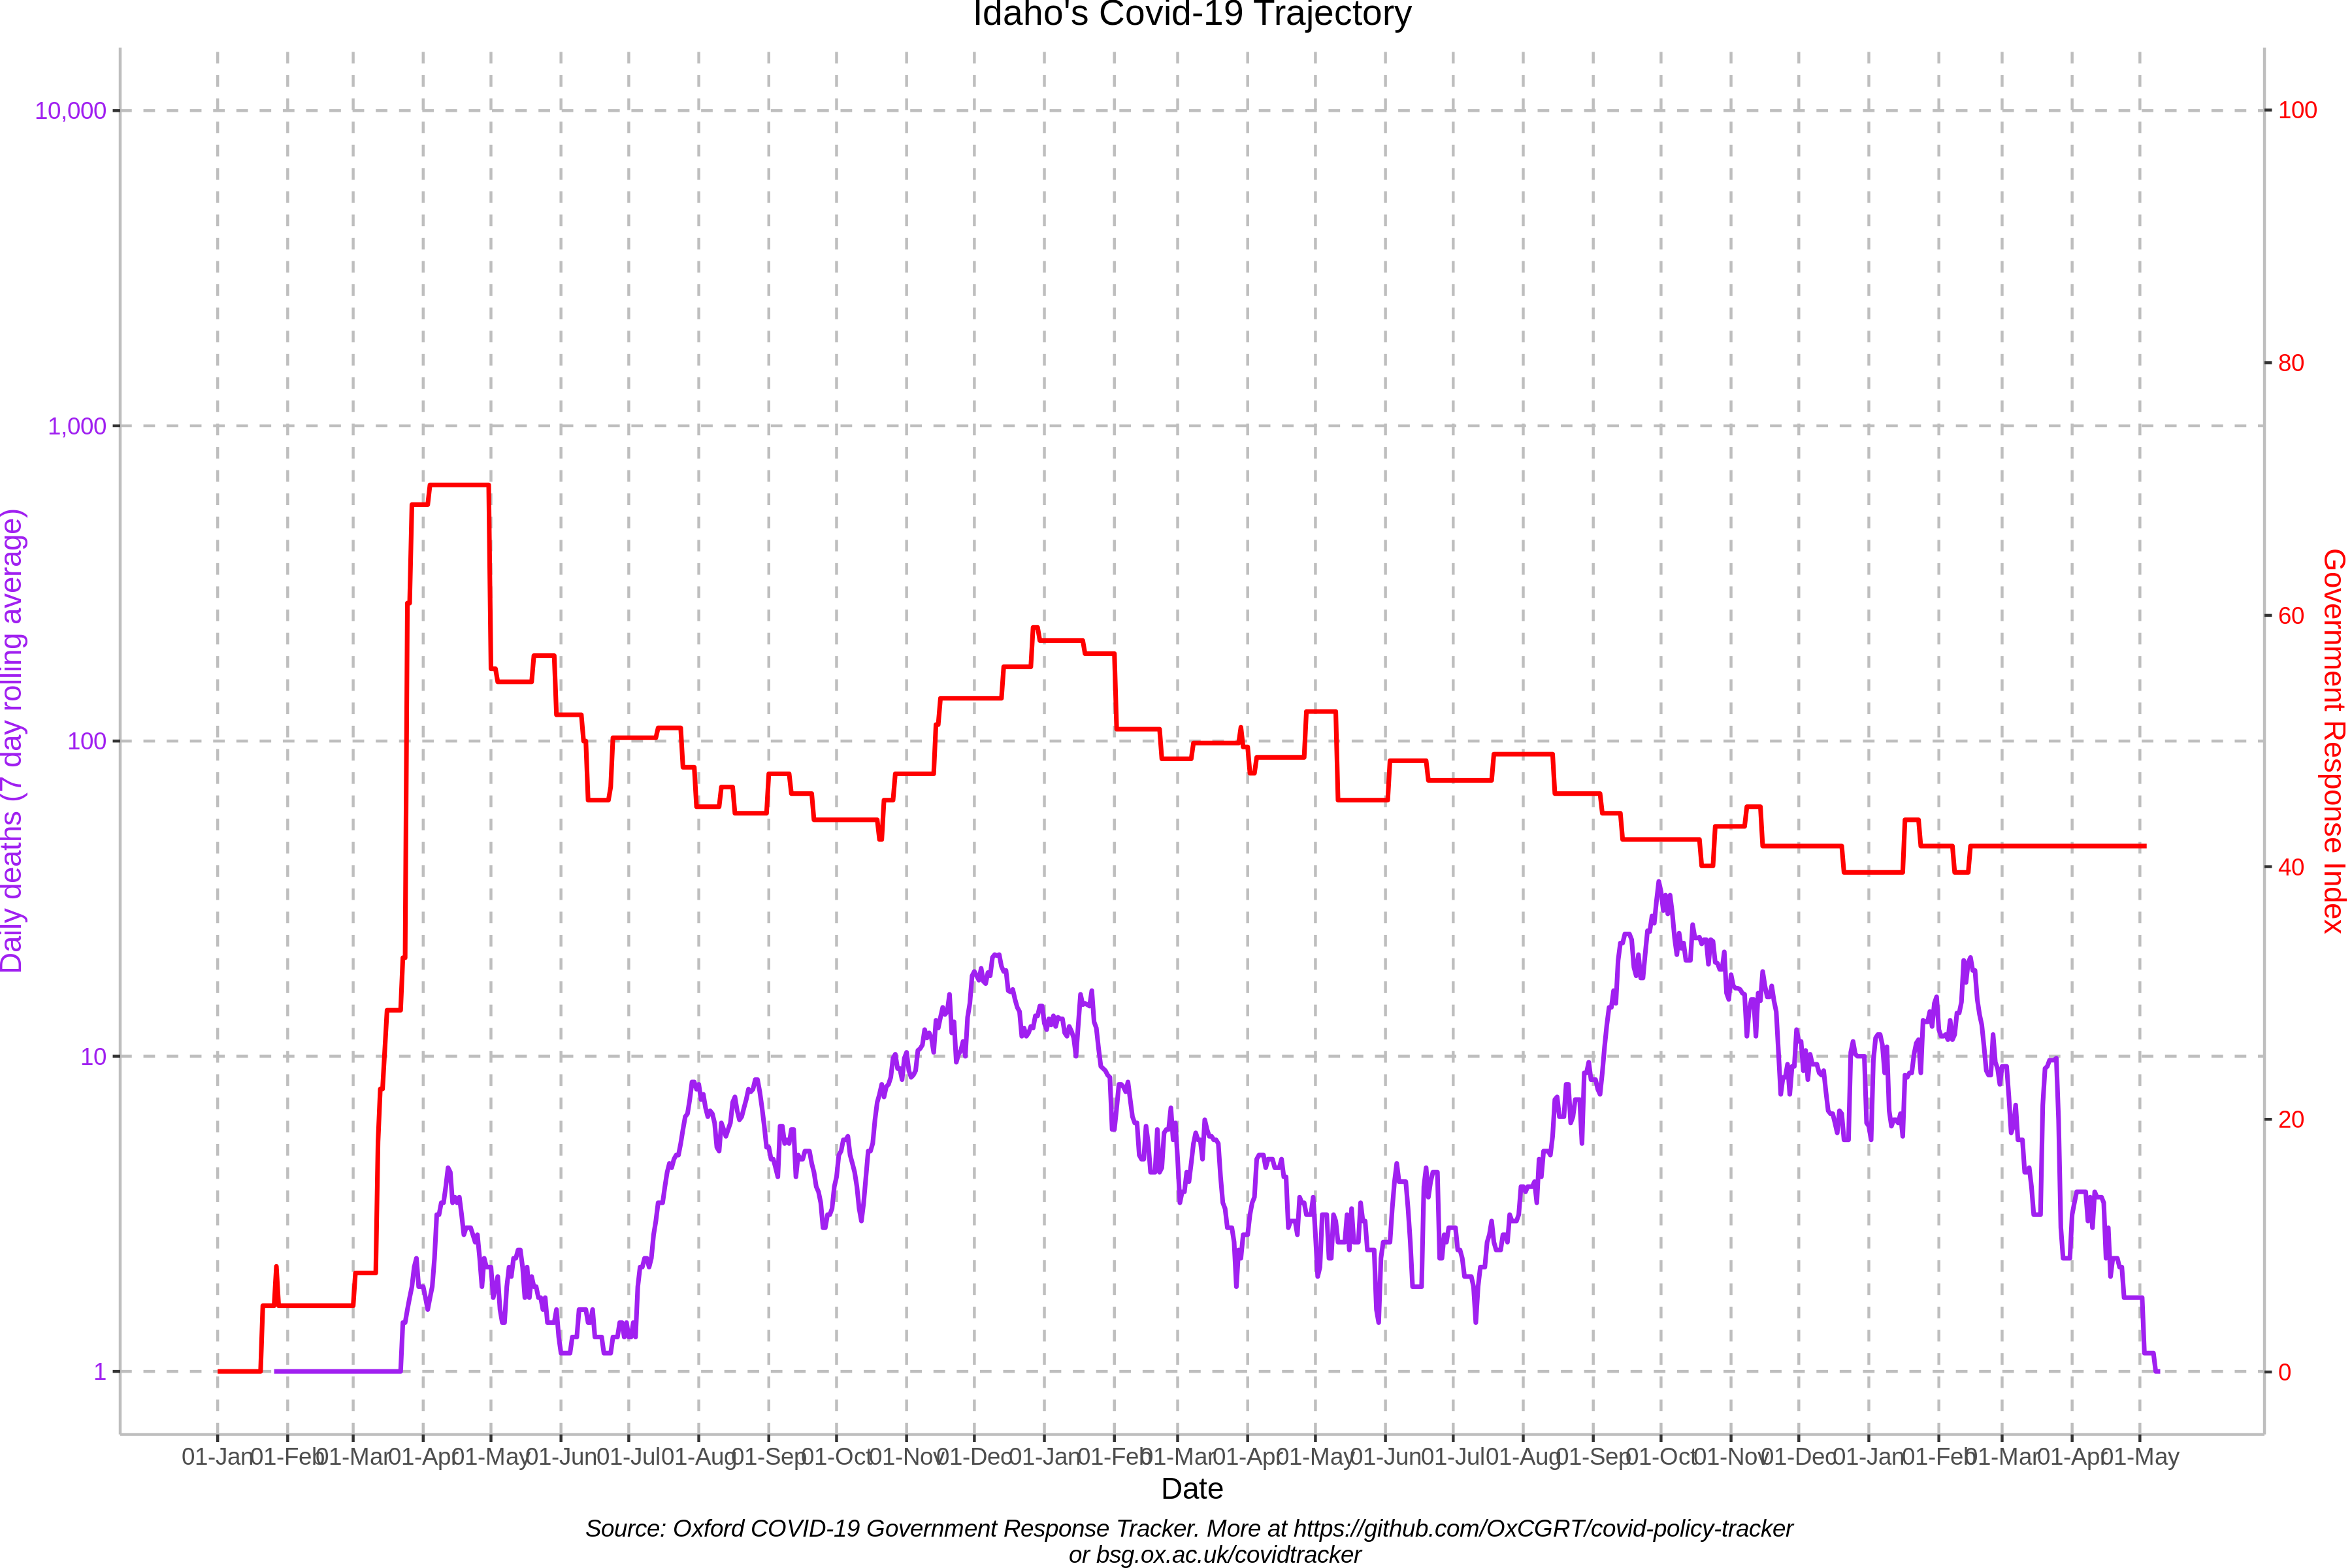 Idaho's Covid-19 Trajectory
10,000
1,000
100
10
1
Daily deaths (7 day rolling average)
100
80
60
40
20
0
Government Response Index
01-Jan 01-Feb 01-Mar 01-Apr 01-May 01-Jun 01-Jul 01-Aug 01-Sep 01-Oct 01-Nov 01-Dec 01-Jan 01-Feb 01-Mar 01-Apr 01-May 01-Jun 01-Jul 01-Aug 01-Sep 01-Oct 01-Nov 01-Dec 01-Jan 01-Feb 01-Mar 01-Apr 01-May
Date
Source: Oxford COVID-19 Government Response Tracker. More at https://github.com/OxCGRT/covid-policy-tracker
or bsg.ox.ac.uk/covidtracker